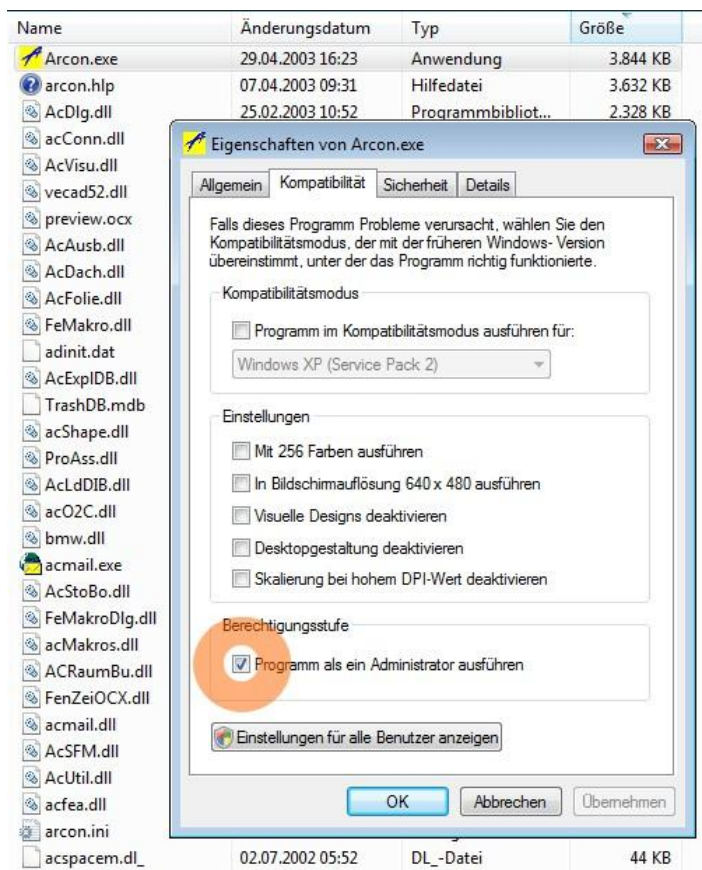 Name Änderungsdatum Typ Größe
Arcon.exe 29.04.2003 16:23 Anwendung 3.844 KB
arcon.hlp 07.04.2003 09:31 Hilfedatei 3.632 KB
AcDlg.dll 25.02.2003 10:52 Programmbibliot... 2.328 KB
acConn.dll
AcVisu.dll
vecad52.dll
preview.ocx
AcAusb.dll
AcDach.dll
AcFolie.dll
FeMakro.dll
adinit.dat
AcExplDB.dll
TrashDB.mdb
acShape.dll
ProAss.dll
AcLdDIB.dll
acO2C.dll
bmw.dll
acmail.exe
AcStoBo.dll
FeMakroDlg.dll
acMakros.dll
ACRaumBu.dll
FenZeiOCX.dll
acmail.dll
AcSFM.dll
AcUtil.dll
acfea.dll
arcon.ini
acspacem.dl_ 02.07.2002 05:52 DL_-Datei 44 KB
Eigenschaften von Arcon.exe
Allgemein Kompatibilität Sicherheit Details
Falls dieses Programm Probleme verursacht, wählen Sie den
Kompatibilitätsmodus, der mit der früheren Windows- Version
übereinstimmt, unter der das Programm richtig funktionierte.
Kompatibilitätsmodus
Programm im Kompatibilitätsmodus ausführen für:
Windows XP (Service Pack 2)
Einstellungen
Mit 256 Farben ausführen
In Bildschirmauflösung 640 x 480 ausführen
Visuelle Designs deaktivieren
Desktopgestaltung deaktivieren
Skalierung bei hohem DPI-Wert deaktivieren
Berechtigungsstufe
Programm als ein Administrator ausführen
Einstellungen für alle Benutzer anzeigen
OK Abbrechen Übernehmen